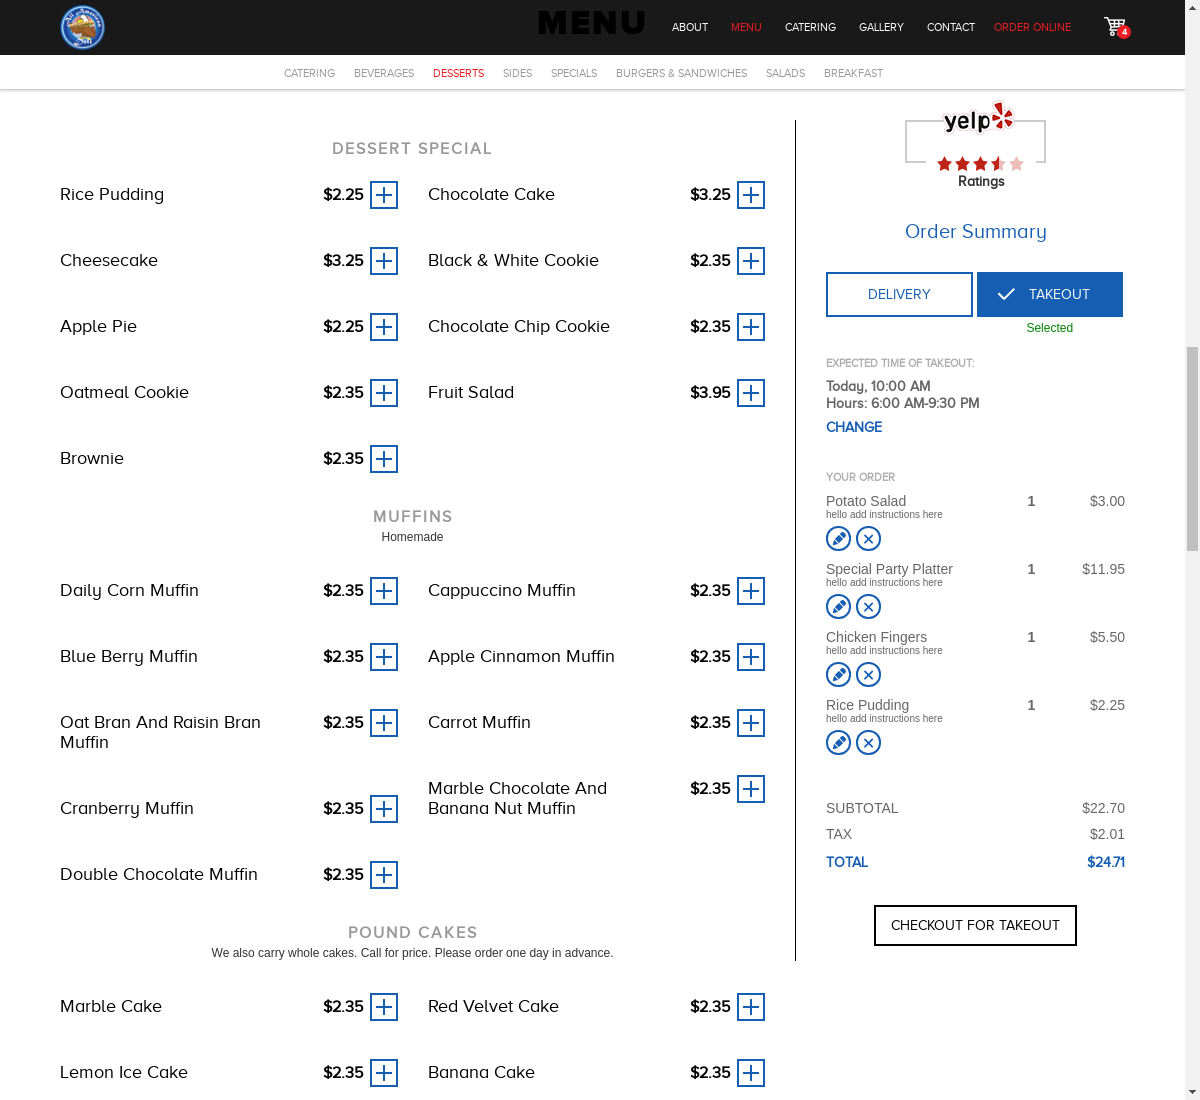 All American
Deli
MENU
ABOUT MENU CATERING GALLERY CONTACT ORDER ONLINE 4
CATERING BEVERAGES DESSERTS SIDES SPECIALS BURGERS & SANDWICHES SALADS BREAKFAST
DESSERT SPECIAL
Rice Pudding $2.25 Chocolate Cake $3.25
Cheesecake $3.25 Black & White Cookie $2.35
Apple Pie $2.25 Chocolate Chip Cookie $2.35
Oatmeal Cookie $2.35 Fruit Salad $3.95
Brownie $2.35
MUFFINS
Homemade
Daily Corn Muffin $2.35 Cappuccino Muffin $2.35
Blue Berry Muffin $2.35 Apple Cinnamon Muffin $2.35
Oat Bran And Raisin Bran $2.35 Carrot Muffin $2.35
Muffin
Marble Chocolate And $2.35
Banana Nut Muffin
Cranberry Muffin $2.35
Double Chocolate Muffin $2.35
POUND CAKES
We also carry whole cakes. Call for price. Please order one day in advance.
Marble Cake $2.35 Red Velvet Cake $2.35
Lemon Ice Cake $2.35 Banana Cake $2.35
yelp
Ratings
Order Summary
DELIVERY TAKEOUT
Selected
EXPECTED TIME OF TAKEOUT:
Today, 10:00 AM
Hours: 6:00 AM-9:30 PM
CHANGE
YOUR ORDER
Potato Salad 1 $3.00
hello add instructions here
Special Party Platter 1 $11.95
hello add instructions here
Chicken Fingers 1 $5.50
hello add instructions here
Rice Pudding 1 $2.25
hello add instructions here
SUBTOTAL $22.70
TAX $2.01
TOTAL $24.71
CHECKOUT FOR TAKEOUT